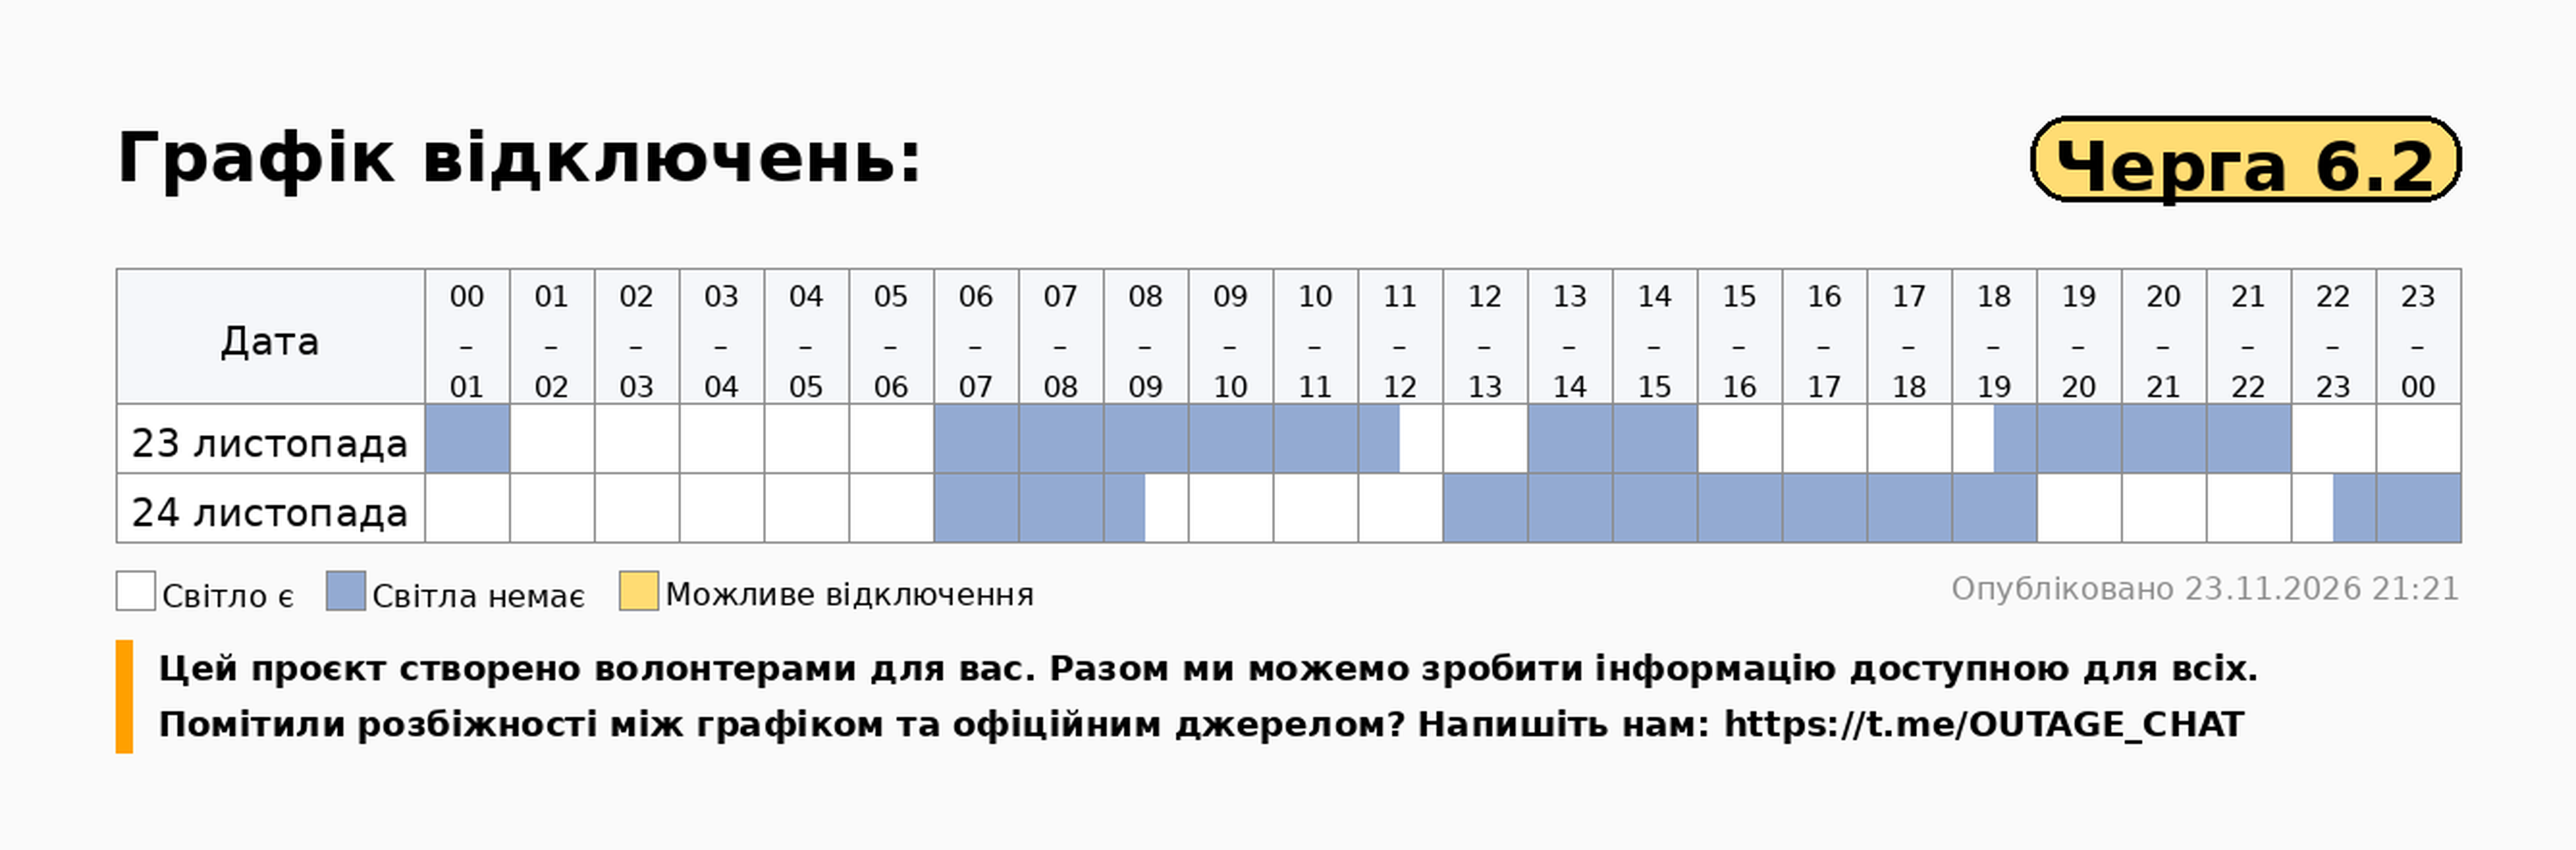 Графік відключень:
Черга 6.2
Дата
00 – 01
01 – 02
02 – 03
03 – 04
04 – 05
05 – 06
06 – 07
07 – 08
08 – 09
09 – 10
10 – 11
11 – 12
12 – 13
13 – 14
14 – 15
15 – 16
16 – 17
17 – 18
18 – 19
19 – 20
20 – 21
21 – 22
22 – 23
23 – 00
23 листопада
24 листопада
Світло є
Світла немає
Можливе відключення
Опубліковано 23.11.2026 21:21
Цей проєкт створено волонтерами для вас. Разом ми можемо зробити інформацію доступною для всіх.
Помітили розбіжності між графіком та офіційним джерелом? Напишіть нам: https://t.me/OUTAGE_CHAT